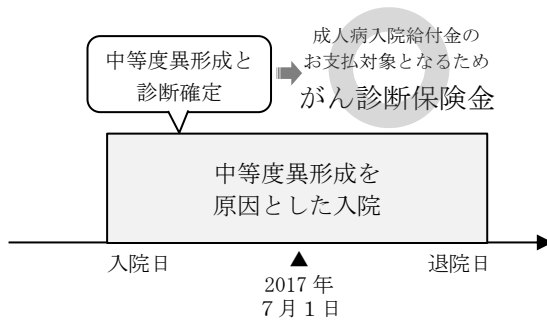 中等度異形成と
診断確定
成人病入院給付金の
お支払対象となるため
がん診断保険金
中等度異形成を
原因とした入院
入院日
退院日
2017 年
7 月 1 日